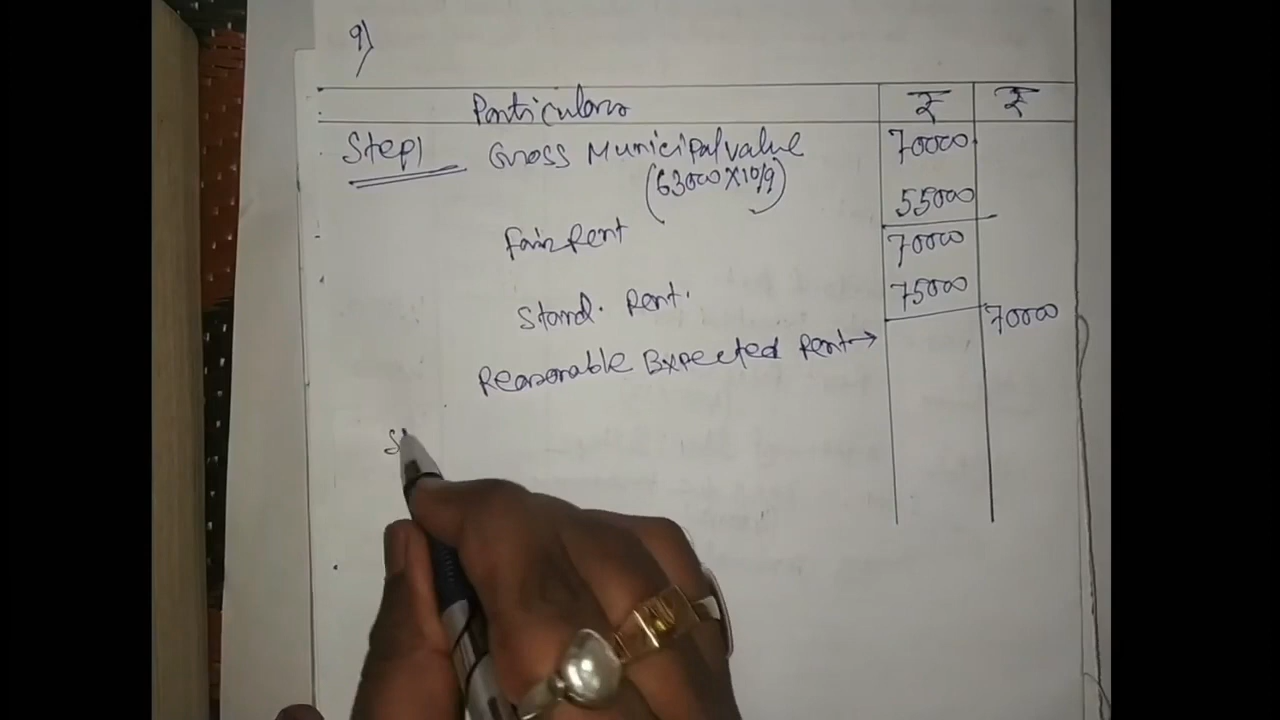 9)
Particulars ₹ ₹
Step1 Gross Municipal value 70000
(63000×10/9)
55000
Fair Rent 70000
Stand. Rent. 75000
70000
Reasonable Expected Rent→
S